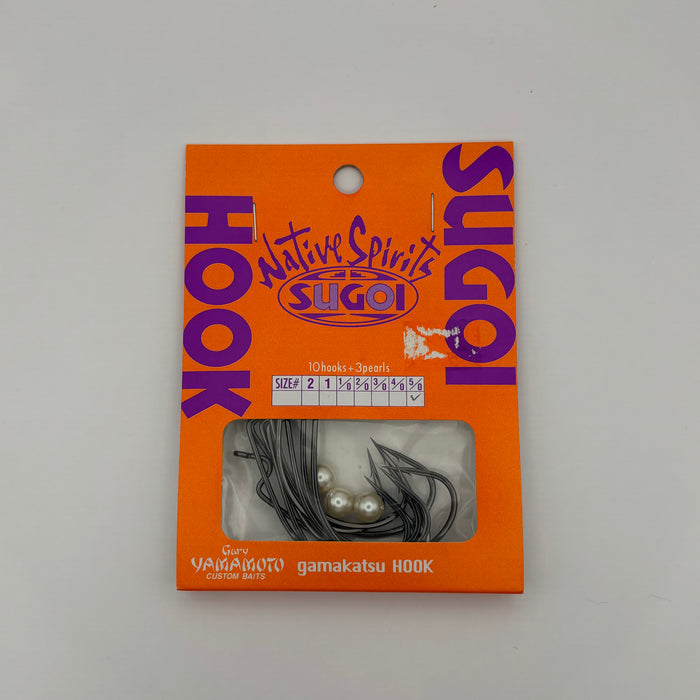 HOOK
SUGOI
Native Spirits
SUGOI
10hooks+3pearls
SIZE# 2 1 1/0 2/0 3/0 4/0 5/0
✓
Gary
YAMAMOTO
CUSTOM BAITS
gamakatsu HOOK